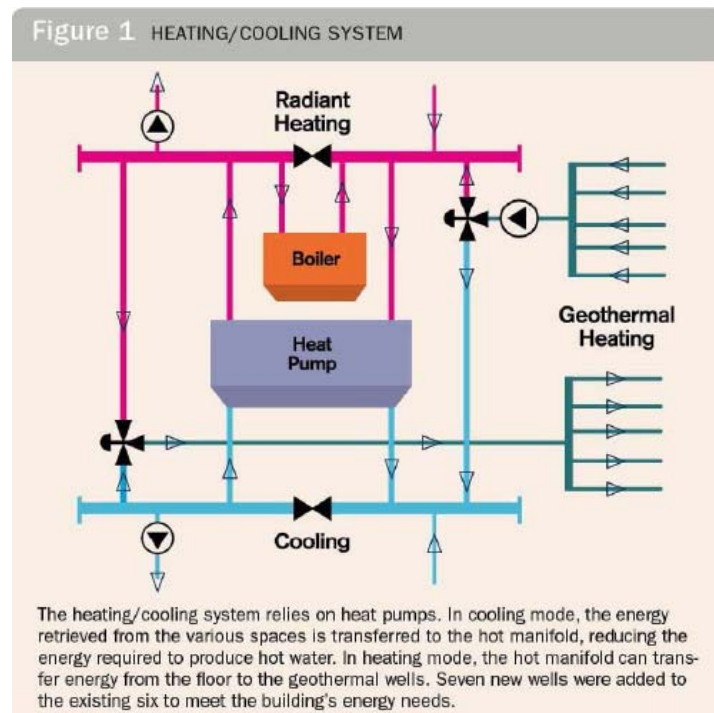 Figure 1 HEATING/COOLING SYSTEM
Radiant
Heating
Boiler
Heat
Pump
Geothermal
Heating
Cooling
The heating/cooling system relies on heat pumps. In cooling mode, the energy
retrieved from the various spaces is transferred to the hot manifold, reducing the
energy required to produce hot water. In heating mode, the hot manifold can trans-
fer energy from the floor to the geothermal wells. Seven new wells were added to
the existing six to meet the building's energy needs.